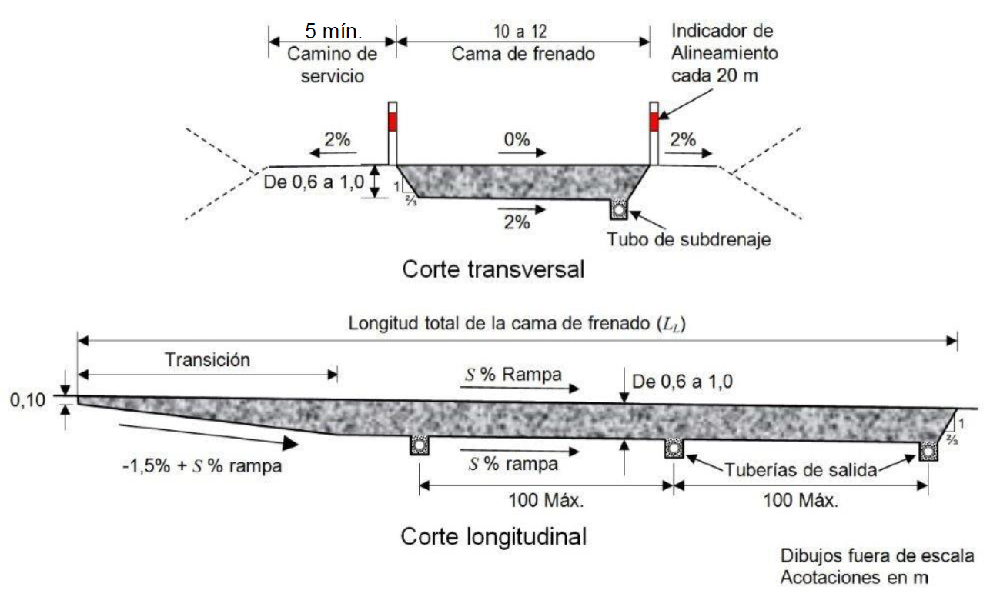 5 mín.
Camino de
servicio
10 a 12
Cama de frenado
Indicador de
Alineamiento
cada 20 m
2%
0%
2%
De 0,6 a 1,0
1
⅔
2%
Tubo de subdrenaje
Corte transversal
Longitud total de la cama de frenado (L_L)
Transición
S % Rampa
De 0,6 a 1,0
0,10
1
⅔
-1,5% + S % rampa
S % rampa
Tuberías de salida
100 Máx.
100 Máx.
Corte longitudinal
Dibujos fuera de escala
Acotaciones en m